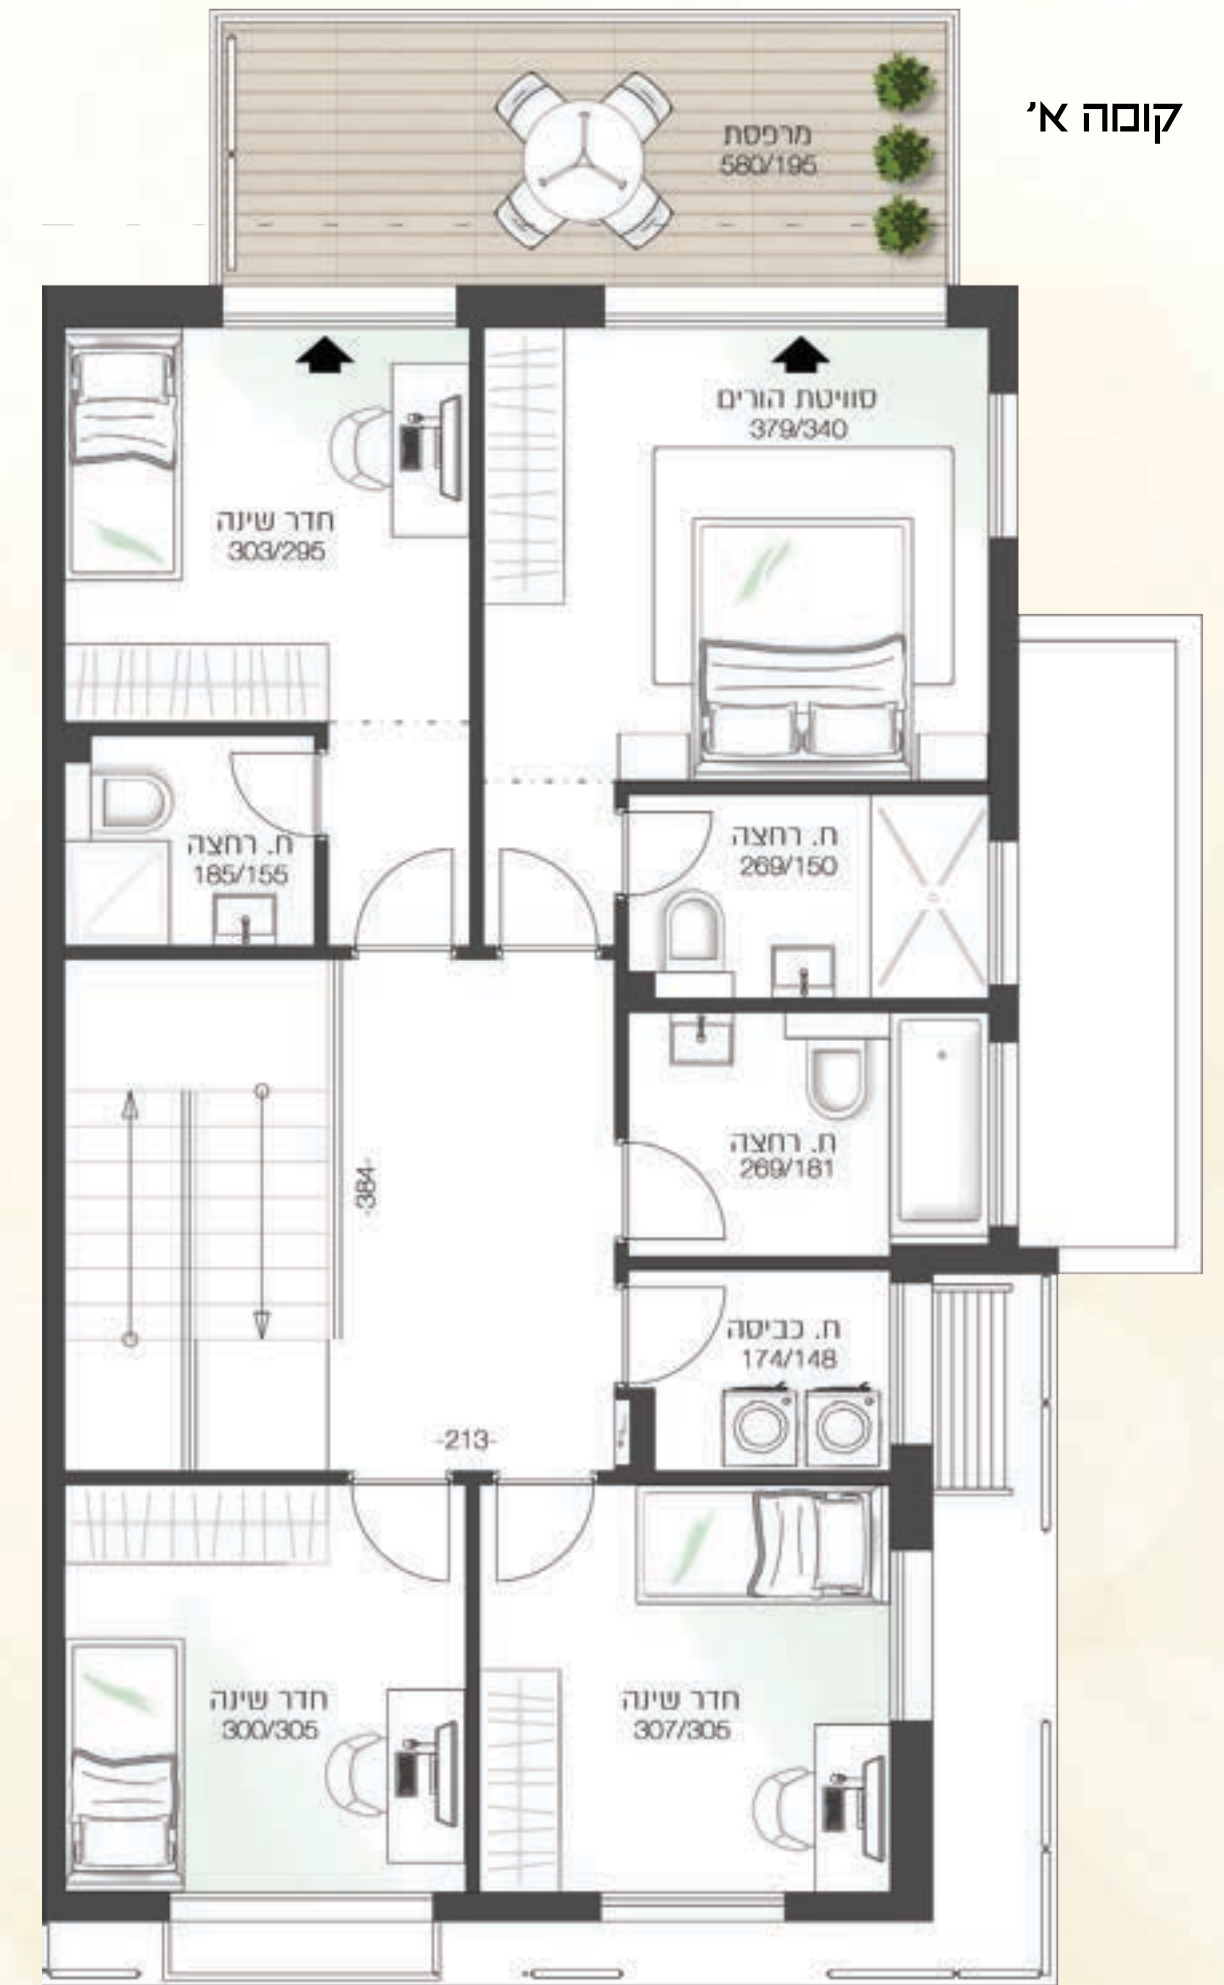 קומה א'
מרפסת
580/195
סוויטת הורים
379/340
חדר שינה
303/295
ח. רחצה
185/155
ח. רחצה
269/150
ח. רחצה
269/181
-384-
ח. כביסה
174/148
-213-
חדר שינה
307/305
חדר שינה
300/305